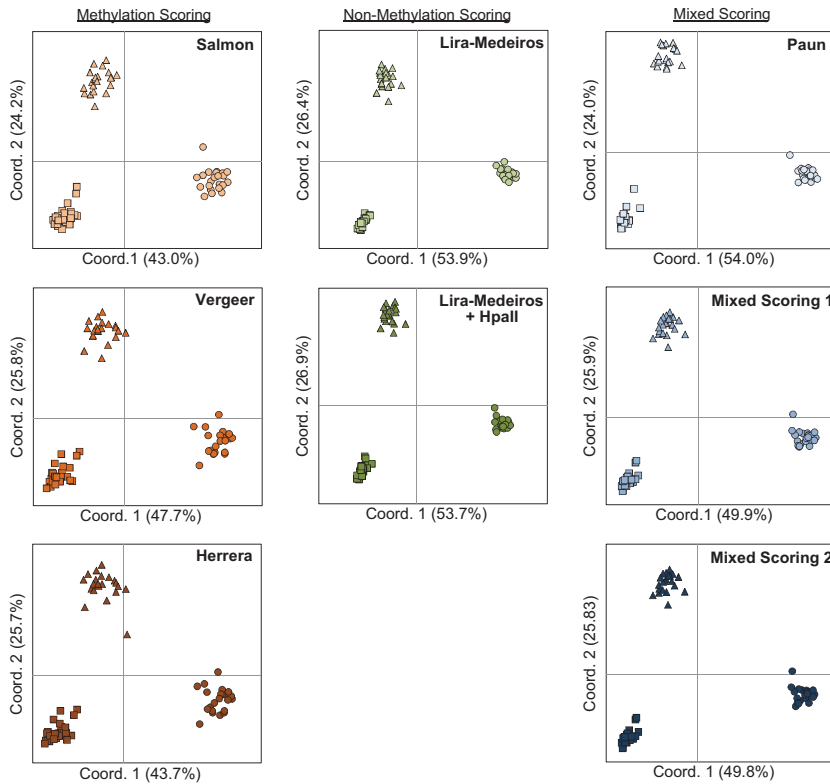 Methylation Scoring
Non-Methylation Scoring
Mixed Scoring
Salmon
Coord. 2 (24.2%)
Coord.1 (43.0%)
Lira-Medeiros
Coord. 2 (26.4%)
Coord. 1 (53.9%)
Paun
Coord. 2 (24.0%)
Coord. 1 (54.0%)
Vergeer
Coord. 2 (25.8%)
Coord. 1 (47.7%)
Lira-Medeiros
+ HpaII
Coord. 2 (26.9%)
Coord. 1 (53.7%)
Mixed Scoring 1
Coord. 2 (25.9%)
Coord.1 (49.9%)
Herrera
Coord. 2 (25.7%)
Coord. 1 (43.7%)
Mixed Scoring 2
Coord. 2 (25.83)
Coord. 1 (49.8%)